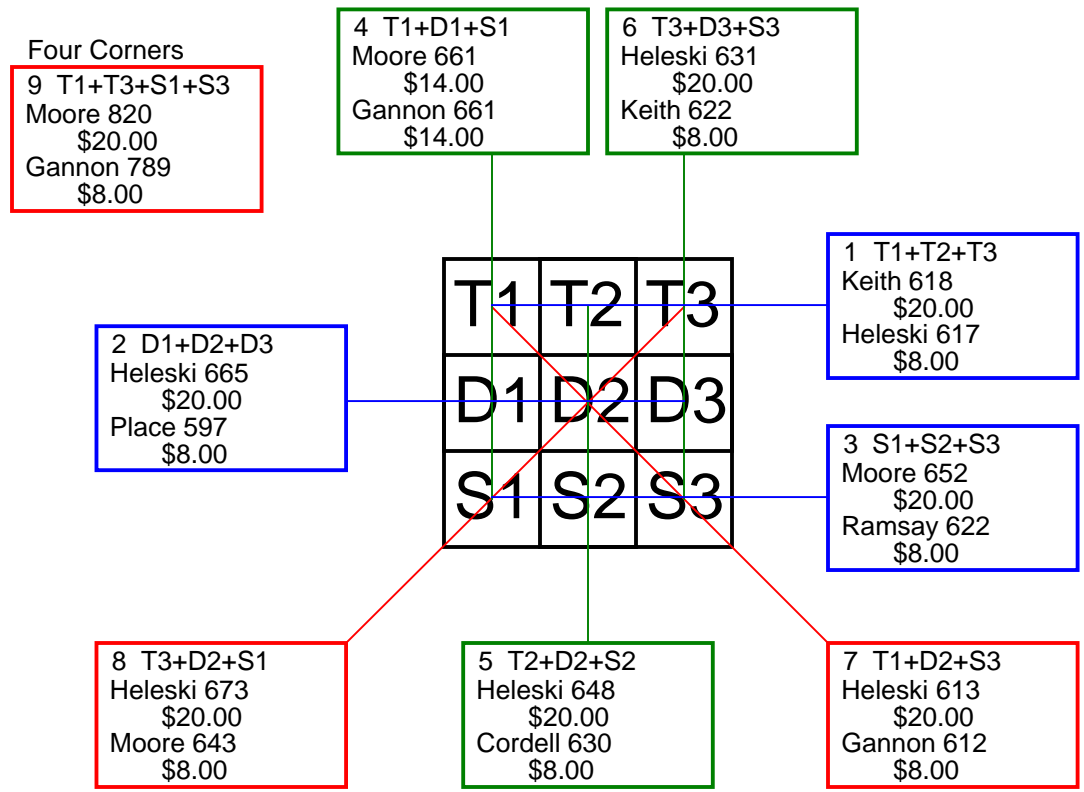 Four Corners
9 T1+T3+S1+S3
Moore 820
$20.00
Gannon 789
$8.00
4 T1+D1+S1
Moore 661
$14.00
Gannon 661
$14.00
6 T3+D3+S3
Heleski 631
$20.00
Keith 622
$8.00
1 T1+T2+T3
Keith 618
$20.00
Heleski 617
$8.00
2 D1+D2+D3
Heleski 665
$20.00
Place 597
$8.00
T1 T2 T3
D1 D2 D3
S1 S2 S3
3 S1+S2+S3
Moore 652
$20.00
Ramsay 622
$8.00
8 T3+D2+S1
Heleski 673
$20.00
Moore 643
$8.00
5 T2+D2+S2
Heleski 648
$20.00
Cordell 630
$8.00
7 T1+D2+S3
Heleski 613
$20.00
Gannon 612
$8.00